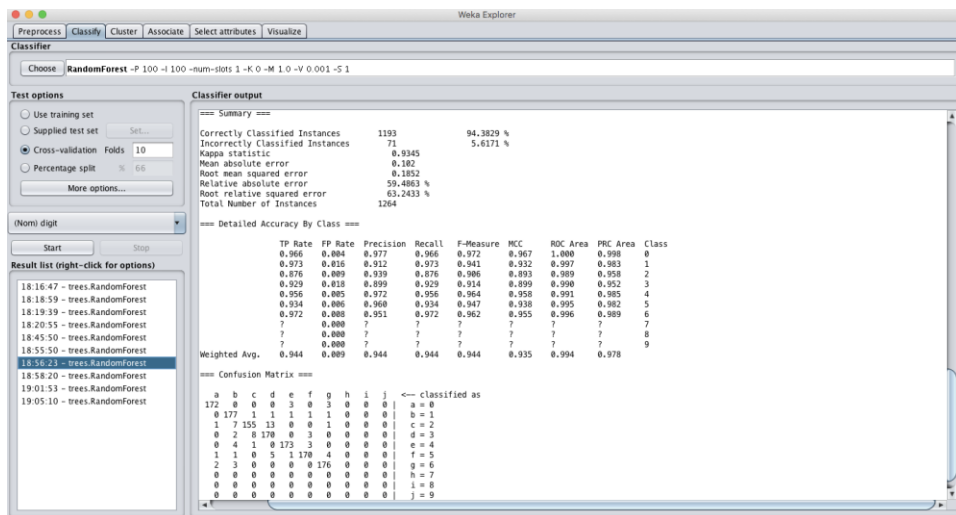 Weka Explorer
Preprocess Classify Cluster Associate Select attributes Visualize
Classifier
Choose RandomForest -P 100 -I 100 -num-slots 1 -K 0 -M 1.0 -V 0.001 -S 1
Test options
Use training set
Supplied test set Set...
Cross-validation Folds 10
Percentage split % 66
More options...
(Nom) digit
Start Stop
Result list (right-click for options)
18:16:47 - trees.RandomForest
18:18:59 - trees.RandomForest
18:19:39 - trees.RandomForest
18:20:55 - trees.RandomForest
18:45:50 - trees.RandomForest
18:55:50 - trees.RandomForest
18:56:23 - trees.RandomForest
18:58:20 - trees.RandomForest
19:01:53 - trees.RandomForest
19:05:10 - trees.RandomForest
Classifier output
=== Summary ===
Correctly Classified Instances 1193 94.3829 %
Incorrectly Classified Instances 71 5.6171 %
Kappa statistic 0.9345
Mean absolute error 0.102
Root mean squared error 0.1852
Relative absolute error 59.4863 %
Root relative squared error 63.2433 %
Total Number of Instances 1264
=== Detailed Accuracy By Class ===
TP Rate FP Rate Precision Recall F-Measure MCC ROC Area PRC Area Class
0.966 0.004 0.977 0.966 0.972 0.967 1.000 0.998 0
0.973 0.016 0.912 0.973 0.941 0.932 0.997 0.983 1
0.876 0.009 0.939 0.876 0.906 0.893 0.989 0.958 2
0.929 0.018 0.899 0.929 0.914 0.899 0.990 0.952 3
0.956 0.005 0.972 0.956 0.964 0.958 0.991 0.985 4
0.934 0.006 0.960 0.934 0.947 0.938 0.995 0.982 5
0.972 0.008 0.951 0.972 0.962 0.955 0.996 0.989 6
? 0.000 ? ? ? ? ? ? 7
? 0.000 ? ? ? ? ? ? 8
? 0.000 ? ? ? ? ? ? 9
Weighted Avg. 0.944 0.009 0.944 0.944 0.944 0.935 0.994 0.978
=== Confusion Matrix ===
a b c d e f g h i j <-- classified as
172 0 0 0 3 0 3 0 0 0 | a = 0
0 177 1 1 1 1 1 0 0 0 | b = 1
1 7 155 13 0 0 1 0 0 0 | c = 2
0 2 8 170 0 3 0 0 0 0 | d = 3
0 4 1 0 173 3 0 0 0 0 | e = 4
1 1 0 5 1 170 4 0 0 0 | f = 5
2 3 0 0 0 0 176 0 0 0 | g = 6
0 0 0 0 0 0 0 0 0 0 | h = 7
0 0 0 0 0 0 0 0 0 0 | i = 8
0 0 0 0 0 0 0 0 0 0 | j = 9